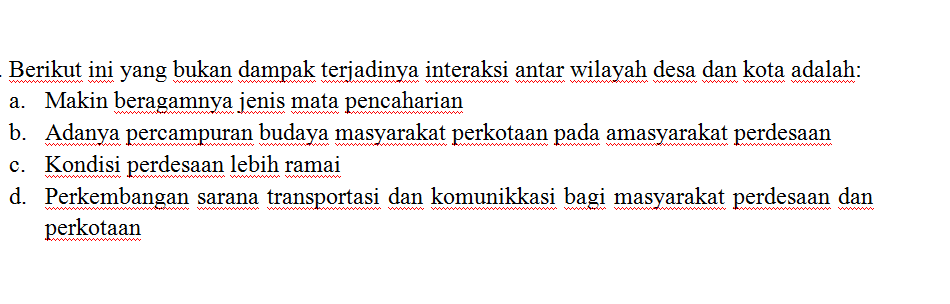 . Berikut ini yang bukan dampak terjadinya interaksi antar wilayah desa dan kota adalah:
a. Makin beragamnya jenis mata pencaharian
b. Adanya percampuran budaya masyarakat perkotaan pada amasyarakat perdesaan
c. Kondisi perdesaan lebih ramai
d. Perkembangan sarana transportasi dan komunikkasi bagi masyarakat perdesaan dan
perkotaan